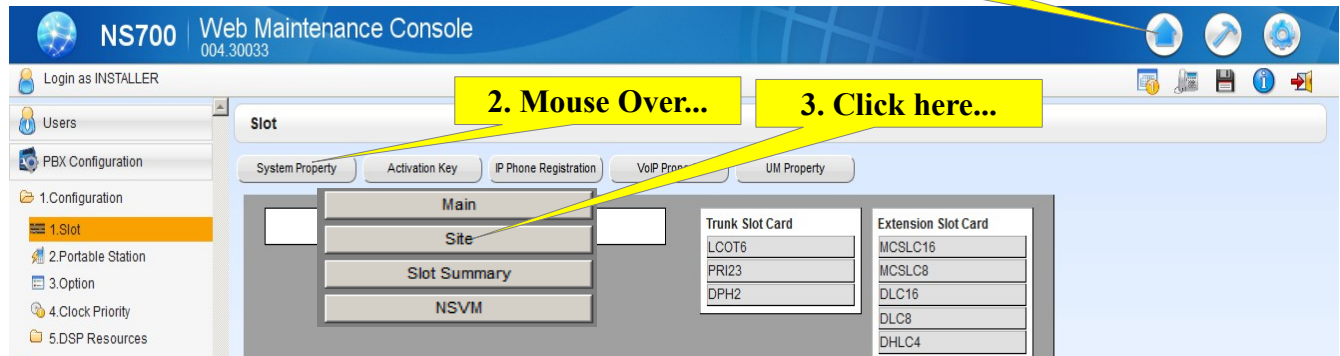 NS700
Web Maintenance Console
004.30033
Login as INSTALLER
2. Mouse Over...
3. Click here...
Users
Slot
PBX Configuration
System Property
Activation Key
IP Phone Registration
VoIP Prop
UM Property
1.Configuration
1.Slot
2.Portable Station
3.Option
4.Clock Priority
5.DSP Resources
Main
Site
Slot Summary
NSVM
Trunk Slot Card
LCOT6
PRI23
DPH2
Extension Slot Card
MCSLC16
MCSLC8
DLC16
DLC8
DHLC4